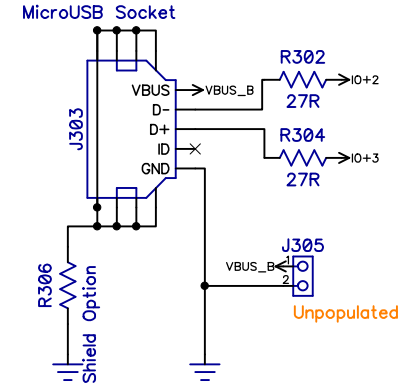 MicroUSB Socket
J303
VBUS
VBUS_B
D-
D+
ID
GND
R302
27R
IO+2
R304
27R
IO+3
J305
VBUS_B
1
2
Unpopulated
R306
Shield Option